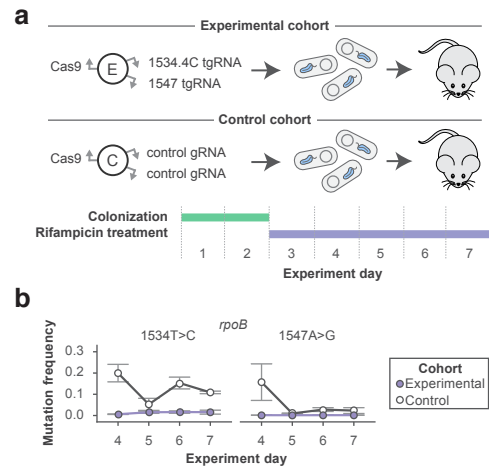 a
Experimental cohort
Cas9 E 1534.4C tgRNA
1547 tgRNA
Control cohort
Cas9 C control gRNA
control gRNA
Colonization
Rifampicin treatment
1 2 3 4 5 6 7
Experiment day
b
rpoB
1534T>C 1547A>G
Mutation frequency
0.3
0.2
0.1
0.0
4 5 6 7 4 5 6 7
Experiment day
Cohort
Experimental
Control